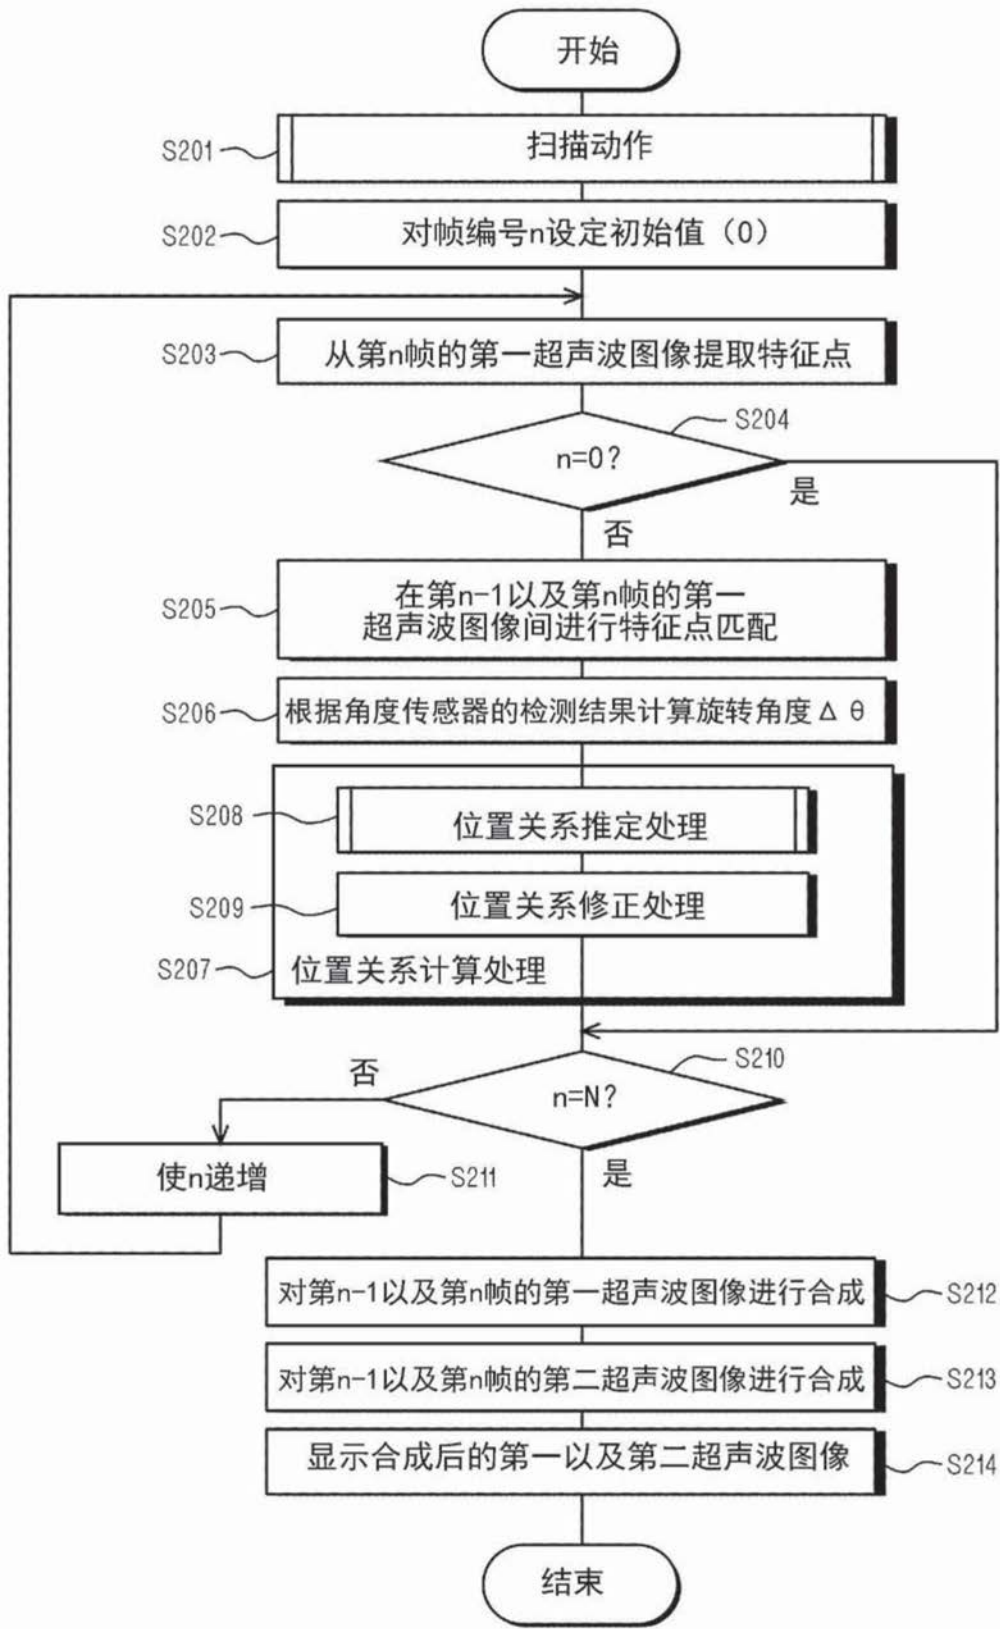 开始
S201
扫描动作
S202
对帧编号n设定初始值（0）
S203
从第n帧的第一超声波图像提取特征点
S204
n=0?
是
否
S205
在第n-1以及第n帧的第一
超声波图像间进行特征点匹配
S206
根据角度传感器的检测结果计算旋转角度Δθ
S208
位置关系推定处理
S209
位置关系修正处理
S207
位置关系计算处理
S210
否
n=N?
是
使n递增
S211
对第n-1以及第n帧的第一超声波图像进行合成
S212
对第n-1以及第n帧的第二超声波图像进行合成
S213
显示合成后的第一以及第二超声波图像
S214
结束